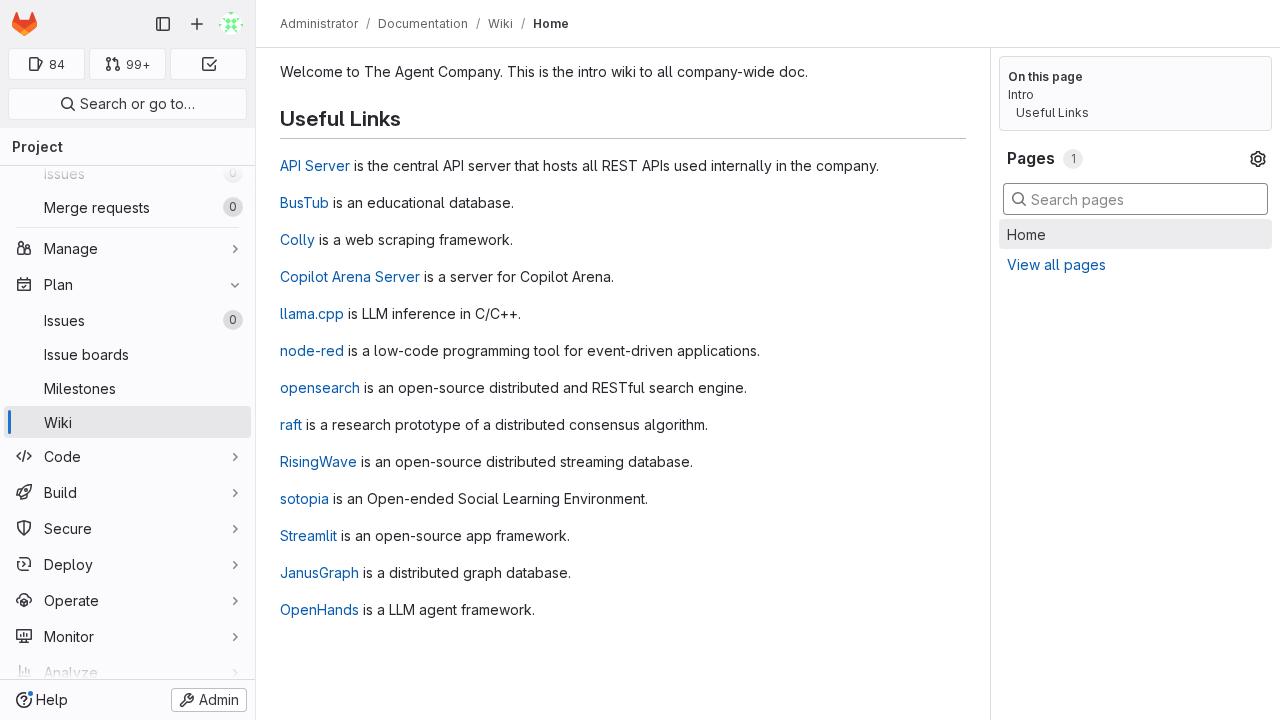 84
99+
Search or go to…
Project
Issues 0
Merge requests 0
Manage
Plan
Issues 0
Issue boards
Milestones
Wiki
Code
Build
Secure
Deploy
Operate
Monitor
Analyze
Help
Admin
Administrator / Documentation / Wiki / Home
Welcome to The Agent Company. This is the intro wiki to all company-wide doc.
Useful Links
API Server is the central API server that hosts all REST APIs used internally in the company.
BusTub is an educational database.
Colly is a web scraping framework.
Copilot Arena Server is a server for Copilot Arena.
llama.cpp is LLM inference in C/C++.
node-red is a low-code programming tool for event-driven applications.
opensearch is an open-source distributed and RESTful search engine.
raft is a research prototype of a distributed consensus algorithm.
RisingWave is an open-source distributed streaming database.
sotopia is an Open-ended Social Learning Environment.
Streamlit is an open-source app framework.
JanusGraph is a distributed graph database.
OpenHands is a LLM agent framework.
On this page
Intro
Useful Links
Pages 1
Search pages
Home
View all pages